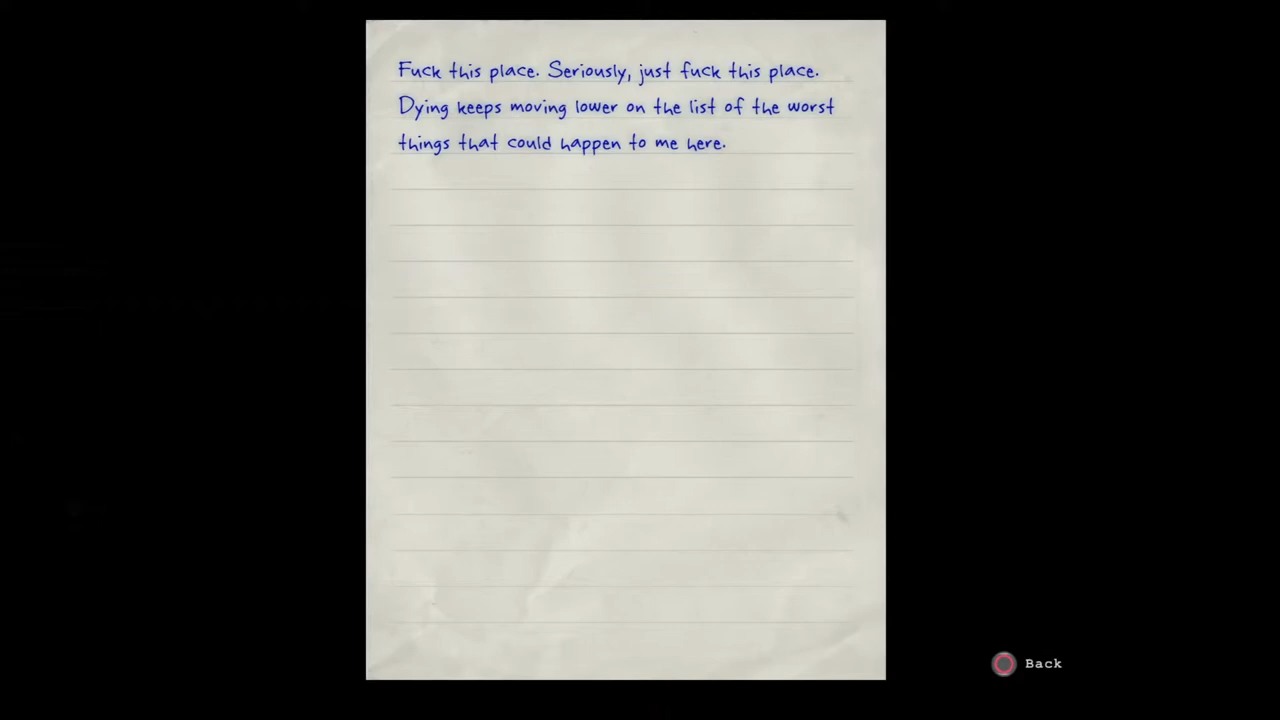 Fuck this place. Seriously, just fuck this place.
Dying keeps moving lower on the list of the worst
things that could happen to me here.
Back